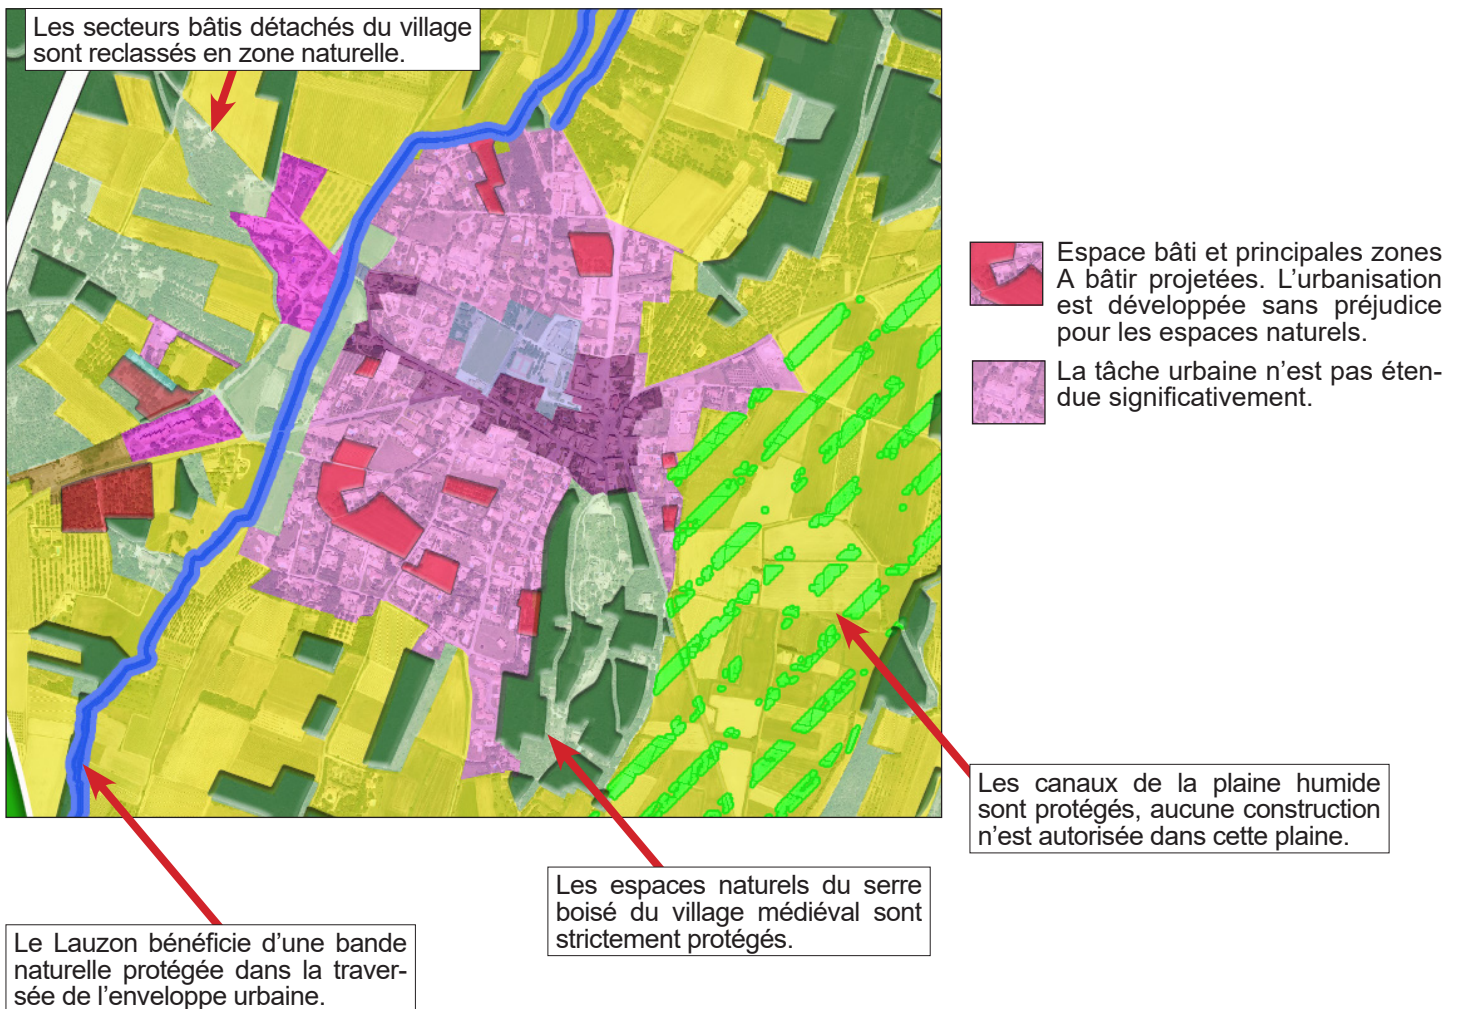 Les secteurs bâtis détachés du village
sont reclassés en zone naturelle.
Espace bâti et principales zones
A bâtir projetées. L'urbanisation
est développée sans préjudice
pour les espaces naturels.
La tâche urbaine n'est pas éten-
due significativement.
Les canaux de la plaine humide
sont protégés, aucune construction
n'est autorisée dans cette plaine.
Les espaces naturels du serre
boisé du village médiéval sont
strictement protégés.
Le Lauzon bénéficie d'une bande
naturelle protégée dans la traver-
sée de l'enveloppe urbaine.